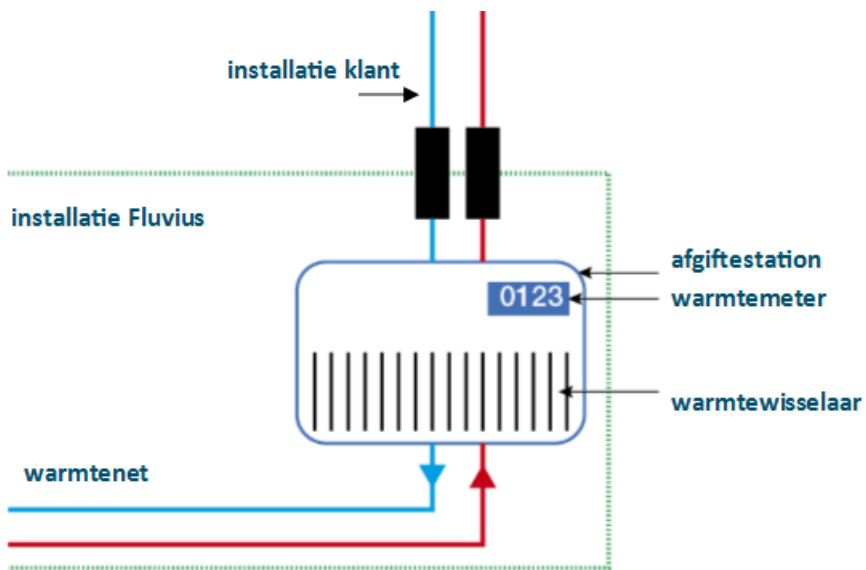 installatie klant
installatie Fluvius
afgiftestation
0123
warmtemeter
warmtewisselaar
warmtenet